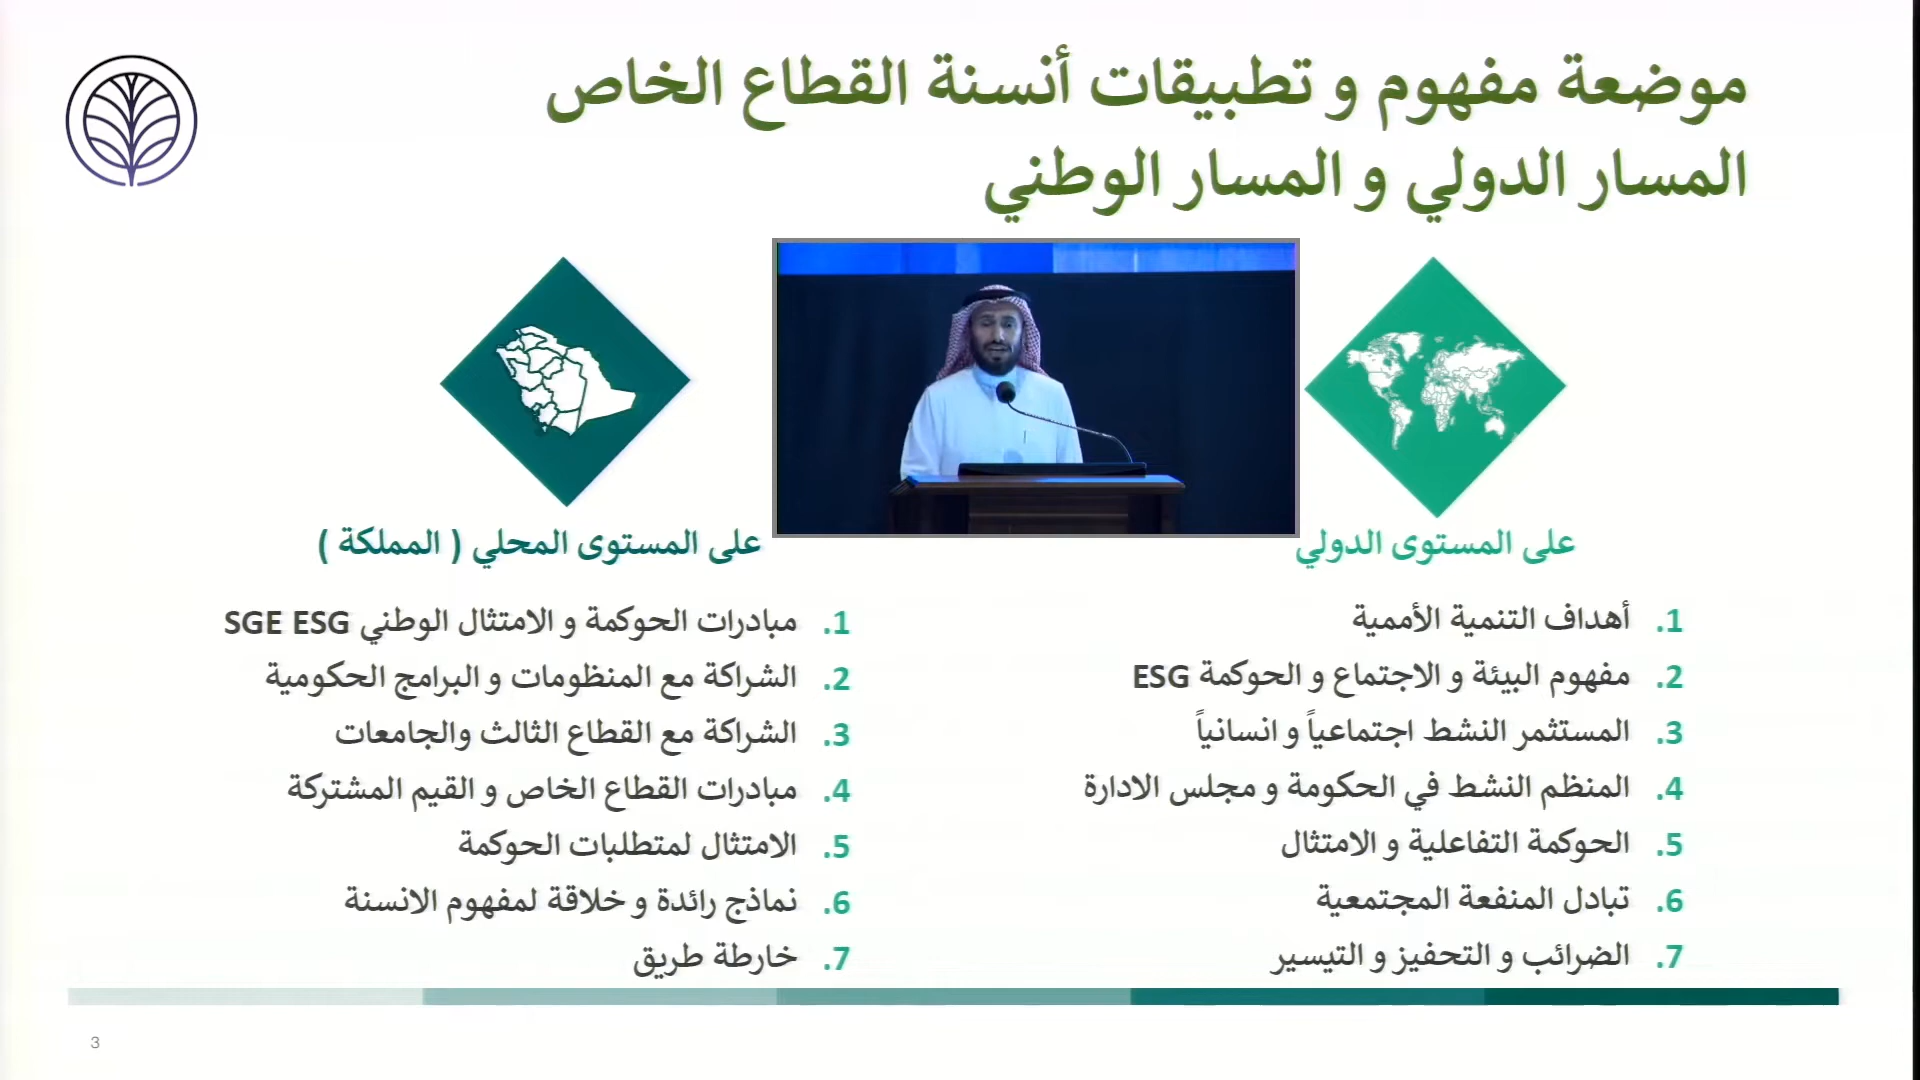 موضعة مفهوم و تطبيقات أنسنة القطاع الخاص
المسار الدولي و المسار الوطني
على المستوى الدولي
1. أهداف التنمية الأممية
2. مفهوم البيئة و الاجتماع و الحوكمة ESG
3. المستثمر النشط اجتماعياً و انسانياً
4. المنظم النشط في الحكومة و مجلس الادارة
5. الحوكمة التفاعلية و الامتثال
6. تبادل المنفعة المجتمعية
7. الضرائب و التحفيز و التيسير
على المستوى المحلي ( المملكة )
1. مبادرات الحوكمة و الامتثال الوطني SGE ESG
2. الشراكة مع المنظومات و البرامج الحكومية
3. الشراكة مع القطاع الثالث والجامعات
4. مبادرات القطاع الخاص و القيم المشتركة
5. الامتثال لمتطلبات الحوكمة
6. نماذج رائدة و خلاقة لمفهوم الانسنة
7. خارطة طريق
3